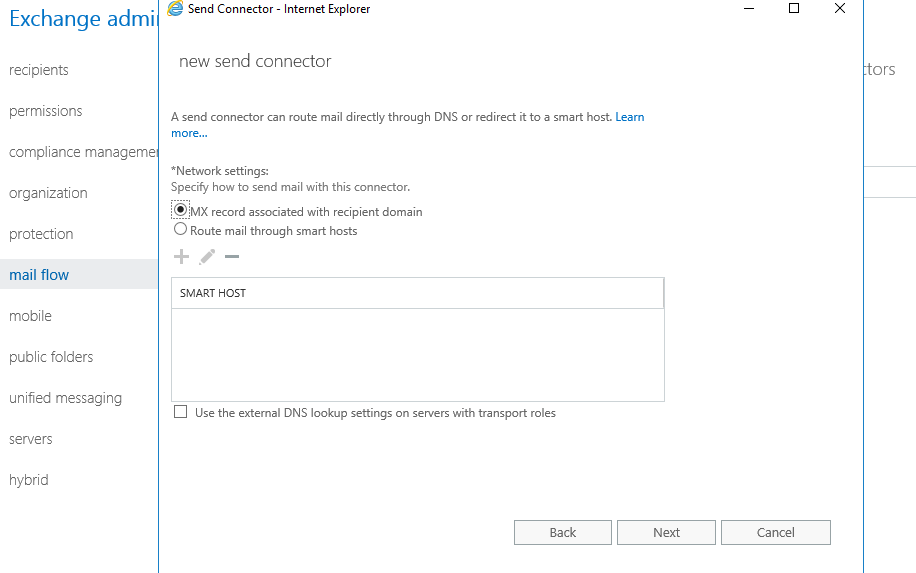 Exchange admi
Send Connector - Internet Explorer
recipients
permissions
compliance managemen
organization
protection
mail flow
mobile
public folders
unified messaging
servers
hybrid
new send connector
A send connector can route mail directly through DNS or redirect it to a smart host. Learn
more...
*Network settings:
Specify how to send mail with this connector.
MX record associated with recipient domain
Route mail through smart hosts
SMART HOST
Use the external DNS lookup settings on servers with transport roles
Back
Next
Cancel
ctors